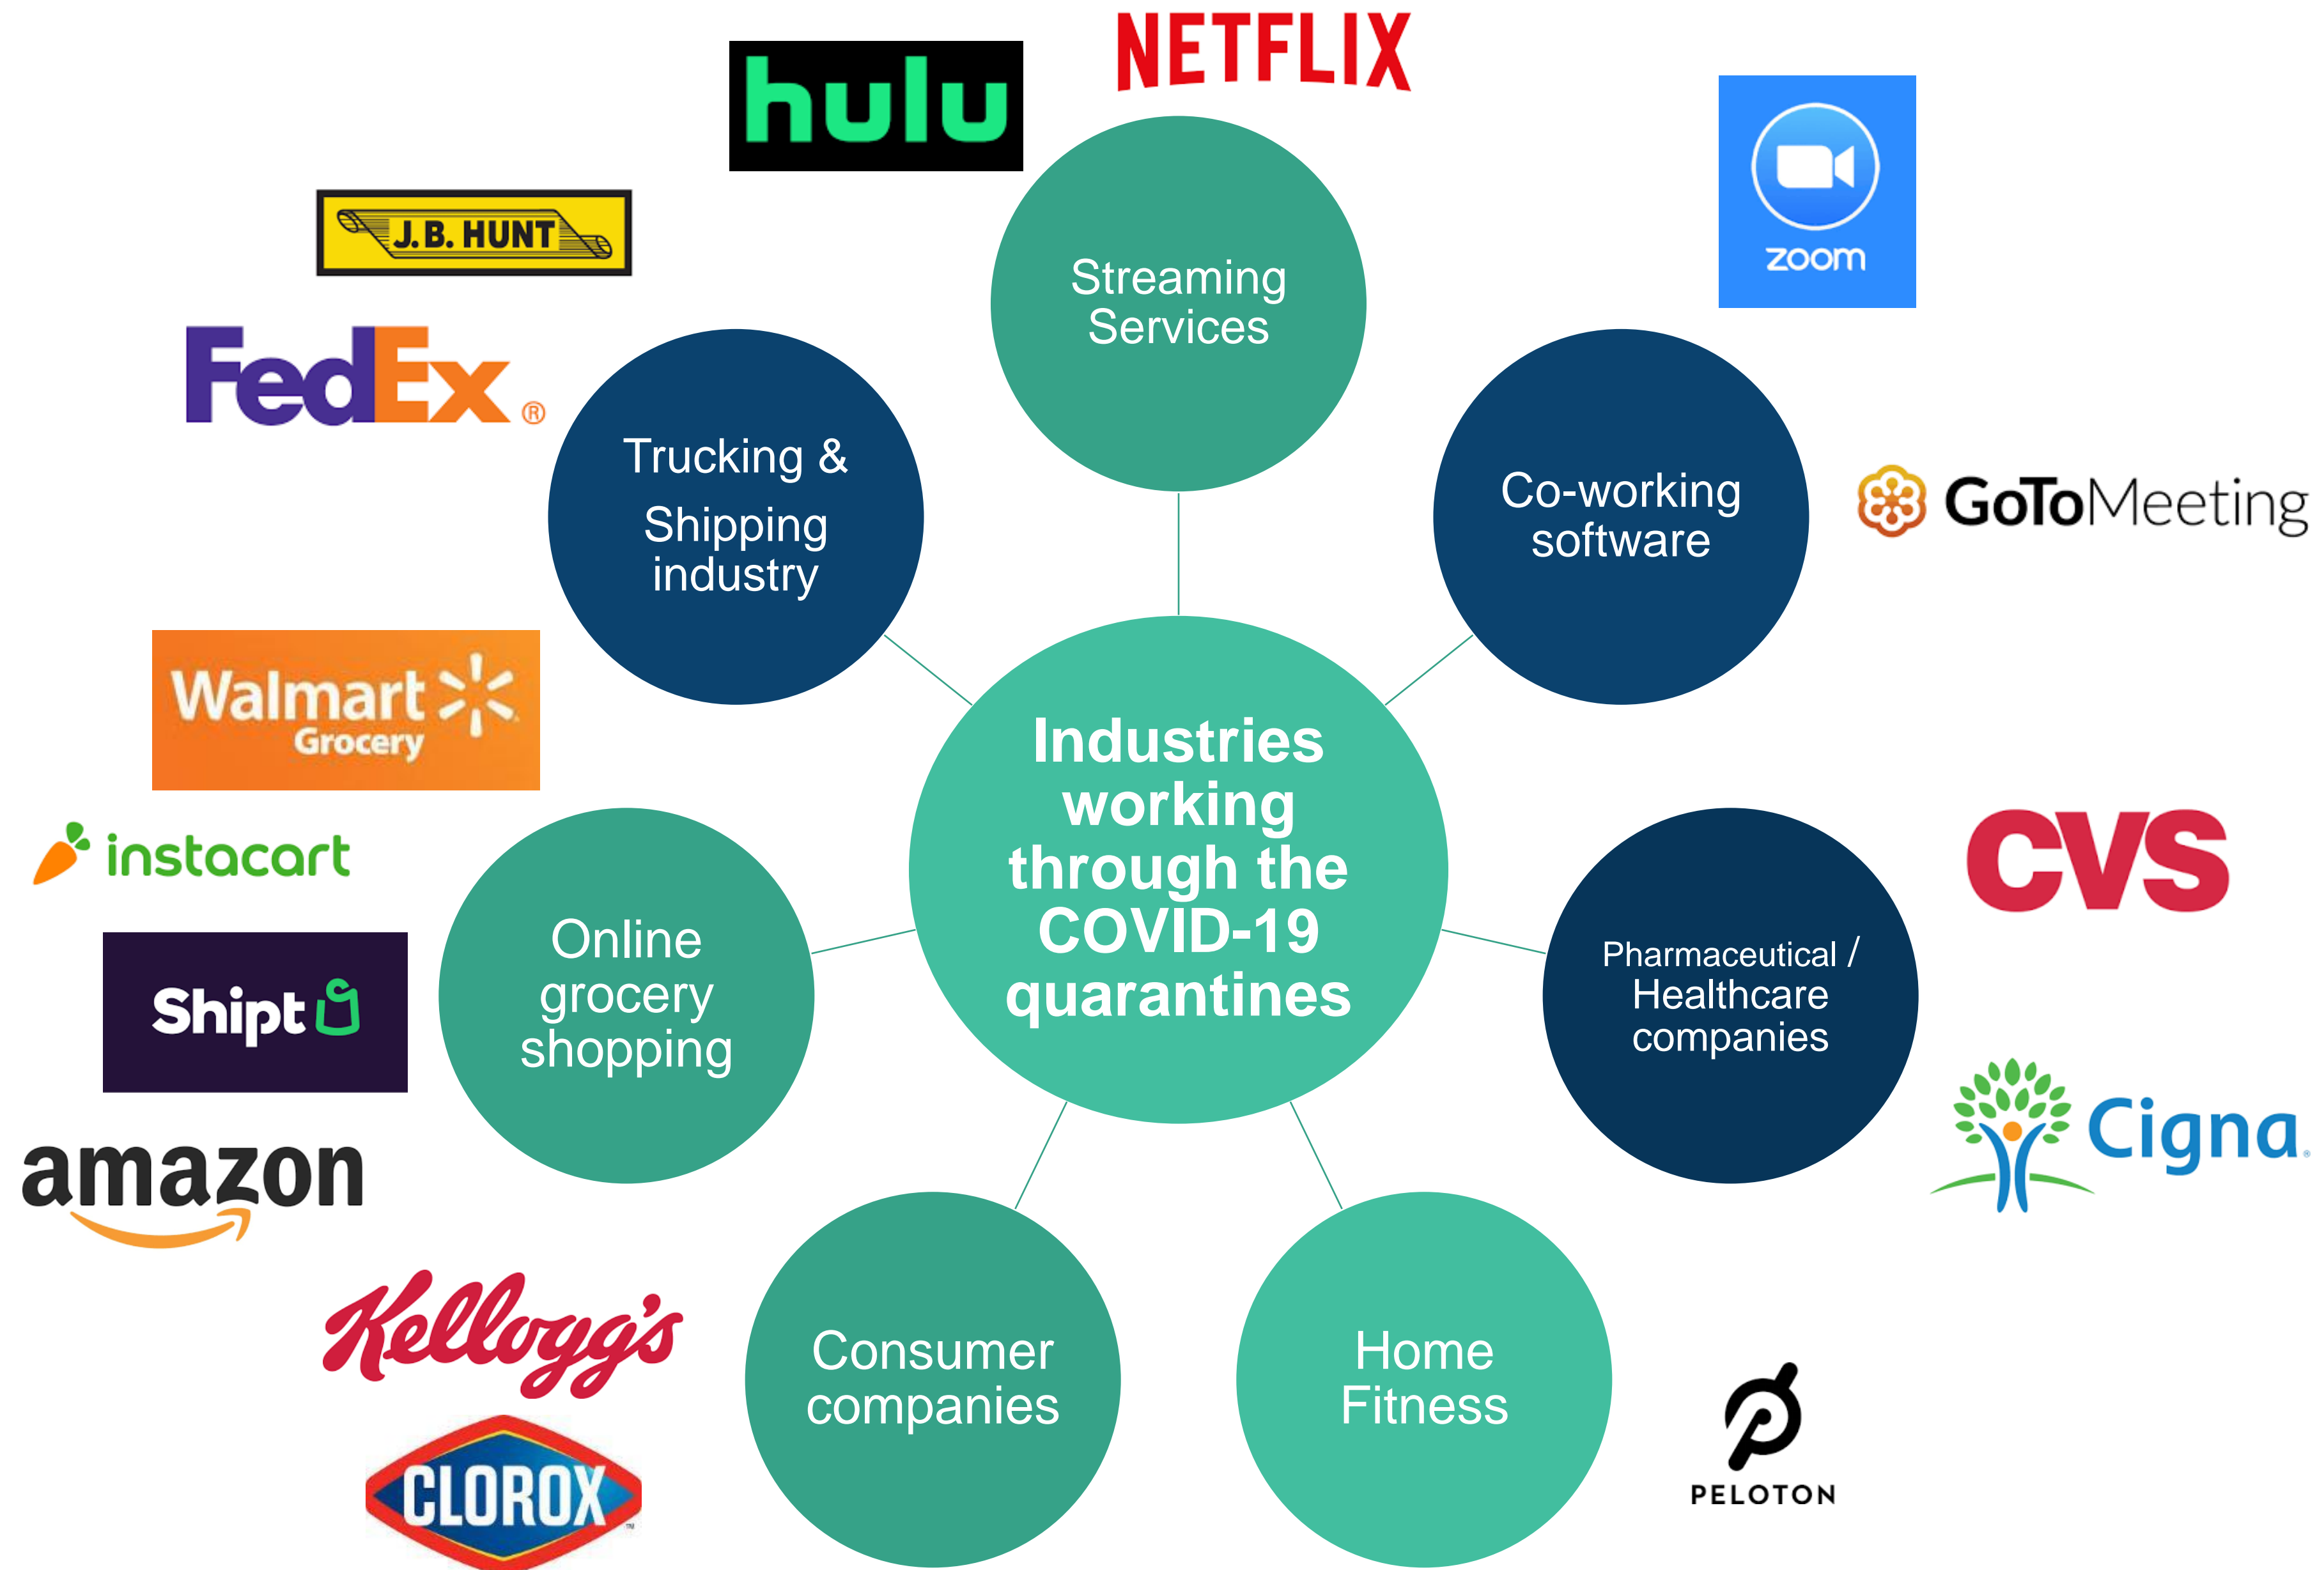 NETFLIX
hulu
zoom
J.B. HUNT
FedEx ®
Streaming
Services
Trucking &
Shipping
industry
Co-working
software
GoToMeeting
Walmart
Grocery
Industries
working
through the
COVID-19
quarantines
instacart
CVS
Online
grocery
shopping
Shipt
Pharmaceutical /
Healthcare
companies
Cigna®
amazon
Kellogg's
Consumer
companies
Home
Fitness
CLOROX™
PELOTON